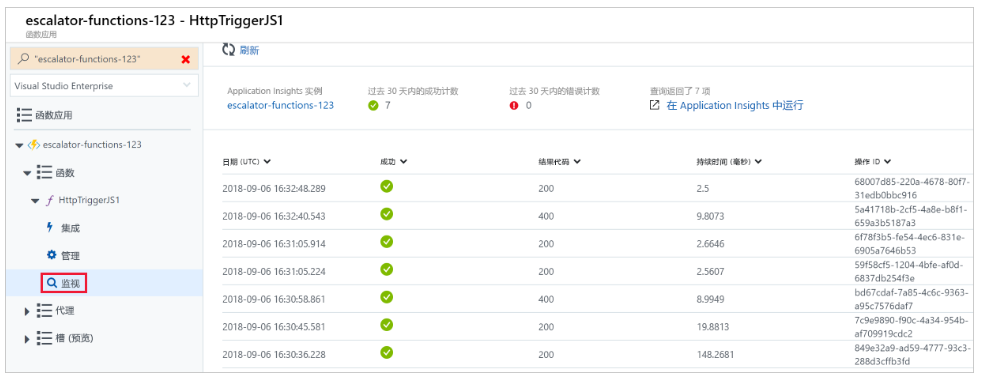 escalator-functions-123 - HttpTriggerJS1
函数应用
"escalator-functions-123"
Visual Studio Enterprise
函数应用
escalator-functions-123
函数
HttpTriggerJS1
集成
管理
监视
代理
槽 (预览)
刷新
Application Insights 实例
escalator-functions-123
过去 30 天内的成功计数
7
过去 30 天内的错误计数
0
查询返回了 7 项
在 Application Insights 中运行
日期 (UTC) 成功 结果代码 持续时间 (毫秒) 操作 ID
2018-09-06 16:32:48.289 200 2.5 68007d85-220a-4678-80f7-
31edb0bbc916
2018-09-06 16:32:40.543 400 9.8073 5a41718b-2cf5-4a8e-b8f1-
659a3b5187a3
2018-09-06 16:31:05.914 200 2.6646 6f78f3b5-fe54-4ec6-831e-
6905a7646b53
2018-09-06 16:31:05.224 200 2.5607 59f58cf5-1204-4bfe-af0d-
6837db254f3e
2018-09-06 16:30:58.861 400 8.9949 bd67cdaf-7a85-4c6c-9363-
a95c7576daf7
2018-09-06 16:30:45.581 200 19.8813 7c9e9890-f90c-4a34-954b-
af709919cdc2
2018-09-06 16:30:36.228 200 148.2681 849e32a9-ad59-4777-93c3-
288d3cffb3fd